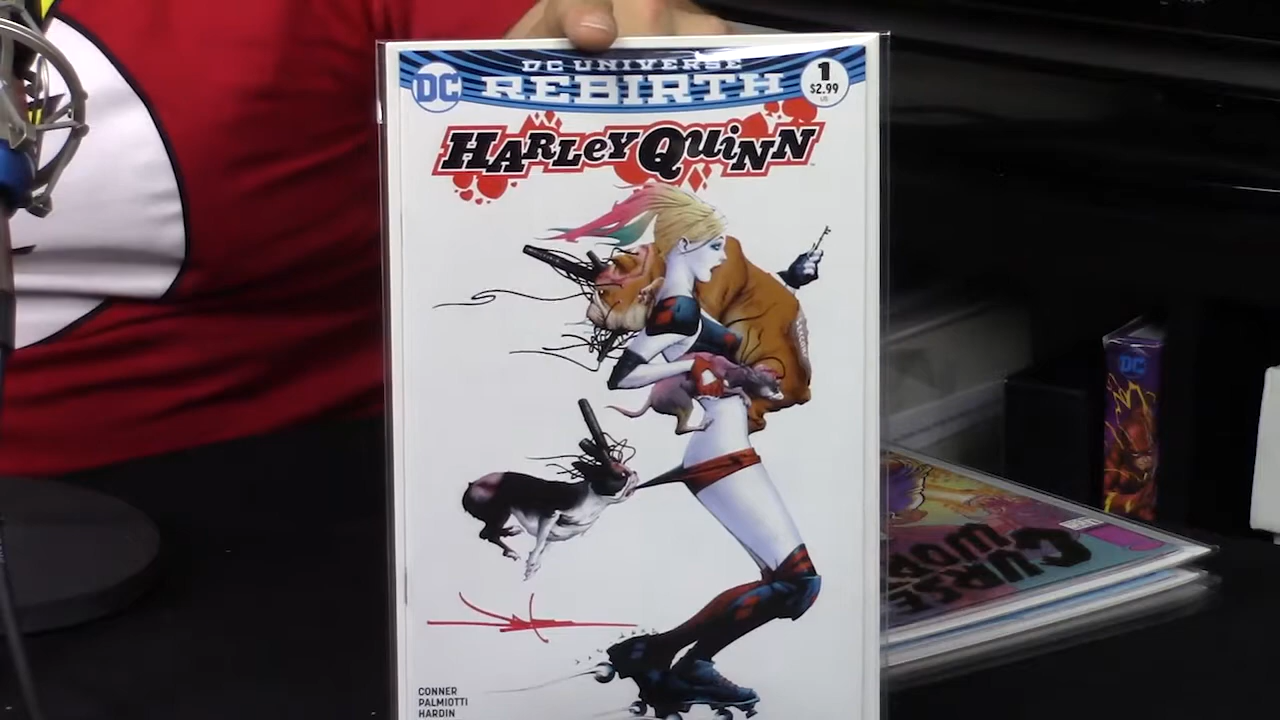 DC UNIVERSE
REBIRTH
DC
1
$2.99
US
HARLEY QUINN
CONNER
PALMIOTTI
HARDIN
DC
CURSE
WORDS